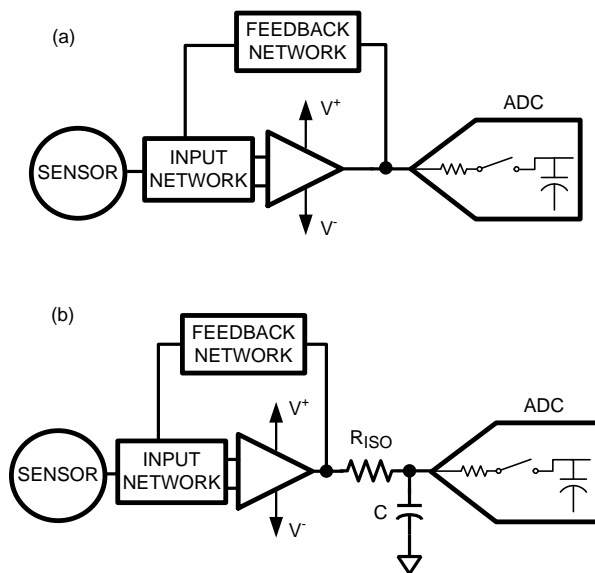 (a)
FEEDBACK
NETWORK
V+
ADC
SENSOR
INPUT
NETWORK
V-
(b)
FEEDBACK
NETWORK
V+
ADC
RISO
SENSOR
INPUT
NETWORK
C
V-